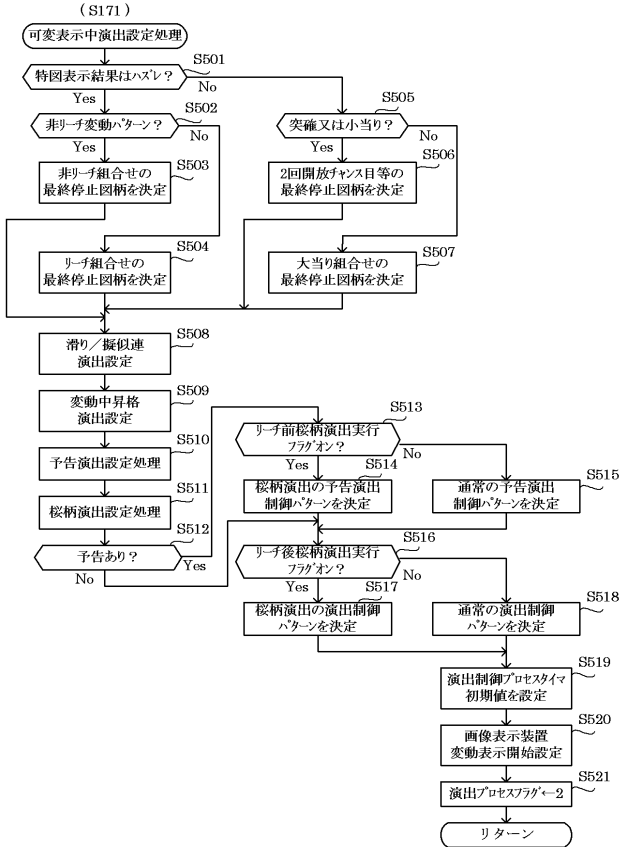 (S171)
可変表示中演出設定処理
S501
特図表示結果はハズレ？
No
Yes
S502
非リーチ変動パターン？
No
Yes
S503
非リーチ組合せの
最終停止図柄を決定
S504
リーチ組合せの
最終停止図柄を決定
S505
突確又は小当り？
No
Yes
S506
2回開放チャンス目等の
最終停止図柄を決定
S507
大当り組合せの
最終停止図柄を決定
S508
滑り／擬似連
演出設定
S509
変動中昇格
演出設定
S510
予告演出設定処理
S511
桜柄演出設定処理
S512
予告あり？
Yes
No
S513
リーチ前桜柄演出実行
フラグオン？
No
Yes
S514
桜柄演出の予告演出
制御パターンを決定
S515
通常の予告演出
制御パターンを決定
S516
リーチ後桜柄演出実行
フラグオン？
No
Yes
S517
桜柄演出の演出制御
パターンを決定
S518
通常の演出制御
パターンを決定
S519
演出制御プロセスタイマ
初期値を設定
S520
画像表示装置
変動表示開始設定
S521
演出プロセスフラグ←2
リターン